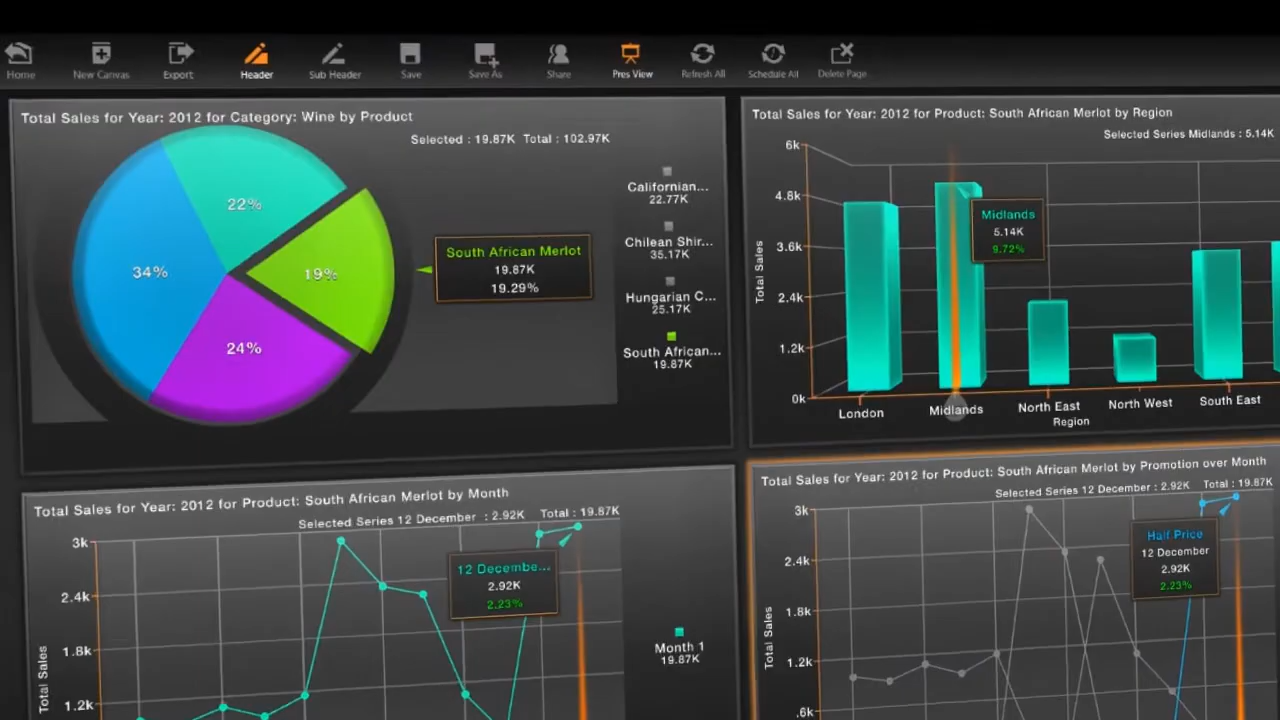 Home
New Canvas
Export
Header
Sub Header
Save
Save As
Share
Pres View
Refresh All
Schedule All
Delete Page
Total Sales for Year: 2012 for Category: Wine by Product
Selected : 19.87K Total : 102.97K
22%
34%
19%
24%
South African Merlot
19.87K
19.29%
Californian...
22.77K
Chilean Shir...
35.17K
Hungarian C...
25.17K
South African...
19.87K
Total Sales for Year: 2012 for Product: South African Merlot by Region
Selected Series Midlands : 5.14K
6k
4.8k
3.6k
2.4k
1.2k
0k
Total Sales
Midlands
5.14K
9.72%
London
Midlands
North East
North West
South East
Region
Total Sales for Year: 2012 for Product: South African Merlot by Month
Selected Series 12 December : 2.92K Total : 19.87K
3k
2.4k
1.8k
1.2k
Total Sales
12 Decembe...
2.92K
2.23%
Month 1
19.87K
Total Sales for Year: 2012 for Product: South African Merlot by Promotion over Month
Selected Series 12 December : 2.92K Total : 19.87K
3k
2.4k
1.8k
1.2k
.6k
Total Sales
Half Price
12 December
2.92K
2.23%